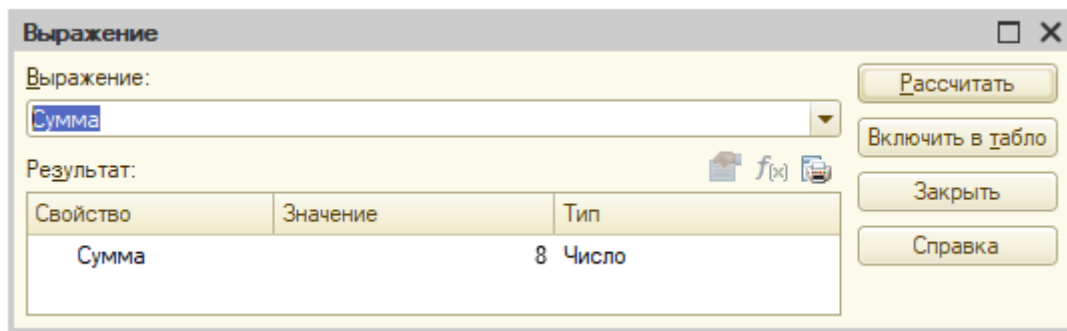 Выражение
Выражение:
Сумма
Результат:
f(x)
Свойство Значение Тип
Сумма 8 Число
Рассчитать
Включить в табло
Закрыть
Справка